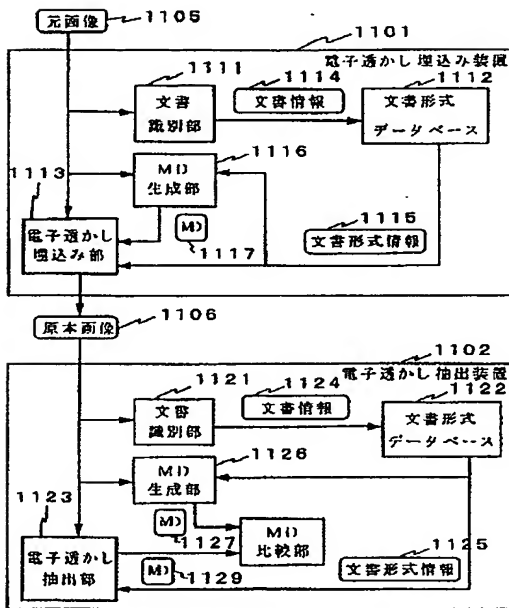 1105
元画像
1101
電子透かし埋込み装置
1111
1114
1112
文書
識別部
文書情報
文書形式
データベース
1116
MD
生成部
1113
電子透かし
埋込み部
MD
1117
1115
文書形式情報
1106
原本画像
1102
電子透かし抽出装置
1121
1124
1122
文書
識別部
文書情報
文書形式
データベース
1126
MD
生成部
1123
電子透かし
抽出部
MD
1127
MD
1129
MD
比較部
1125
文書形式情報